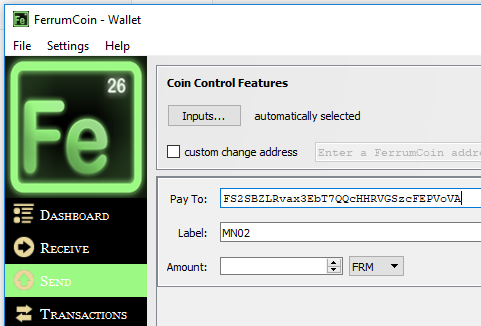 FerrumCoin - Wallet
File Settings Help
26
Fe
Coin Control Features
Inputs... automatically selected
custom change address Enter a FerrumCoin addre
Pay To: FS2SBZLRvax3EbT7QQcHHRVGSzcFEPVoVA
Label: MN02
Amount: FRM
Dashboard
Receive
Send
Transactions